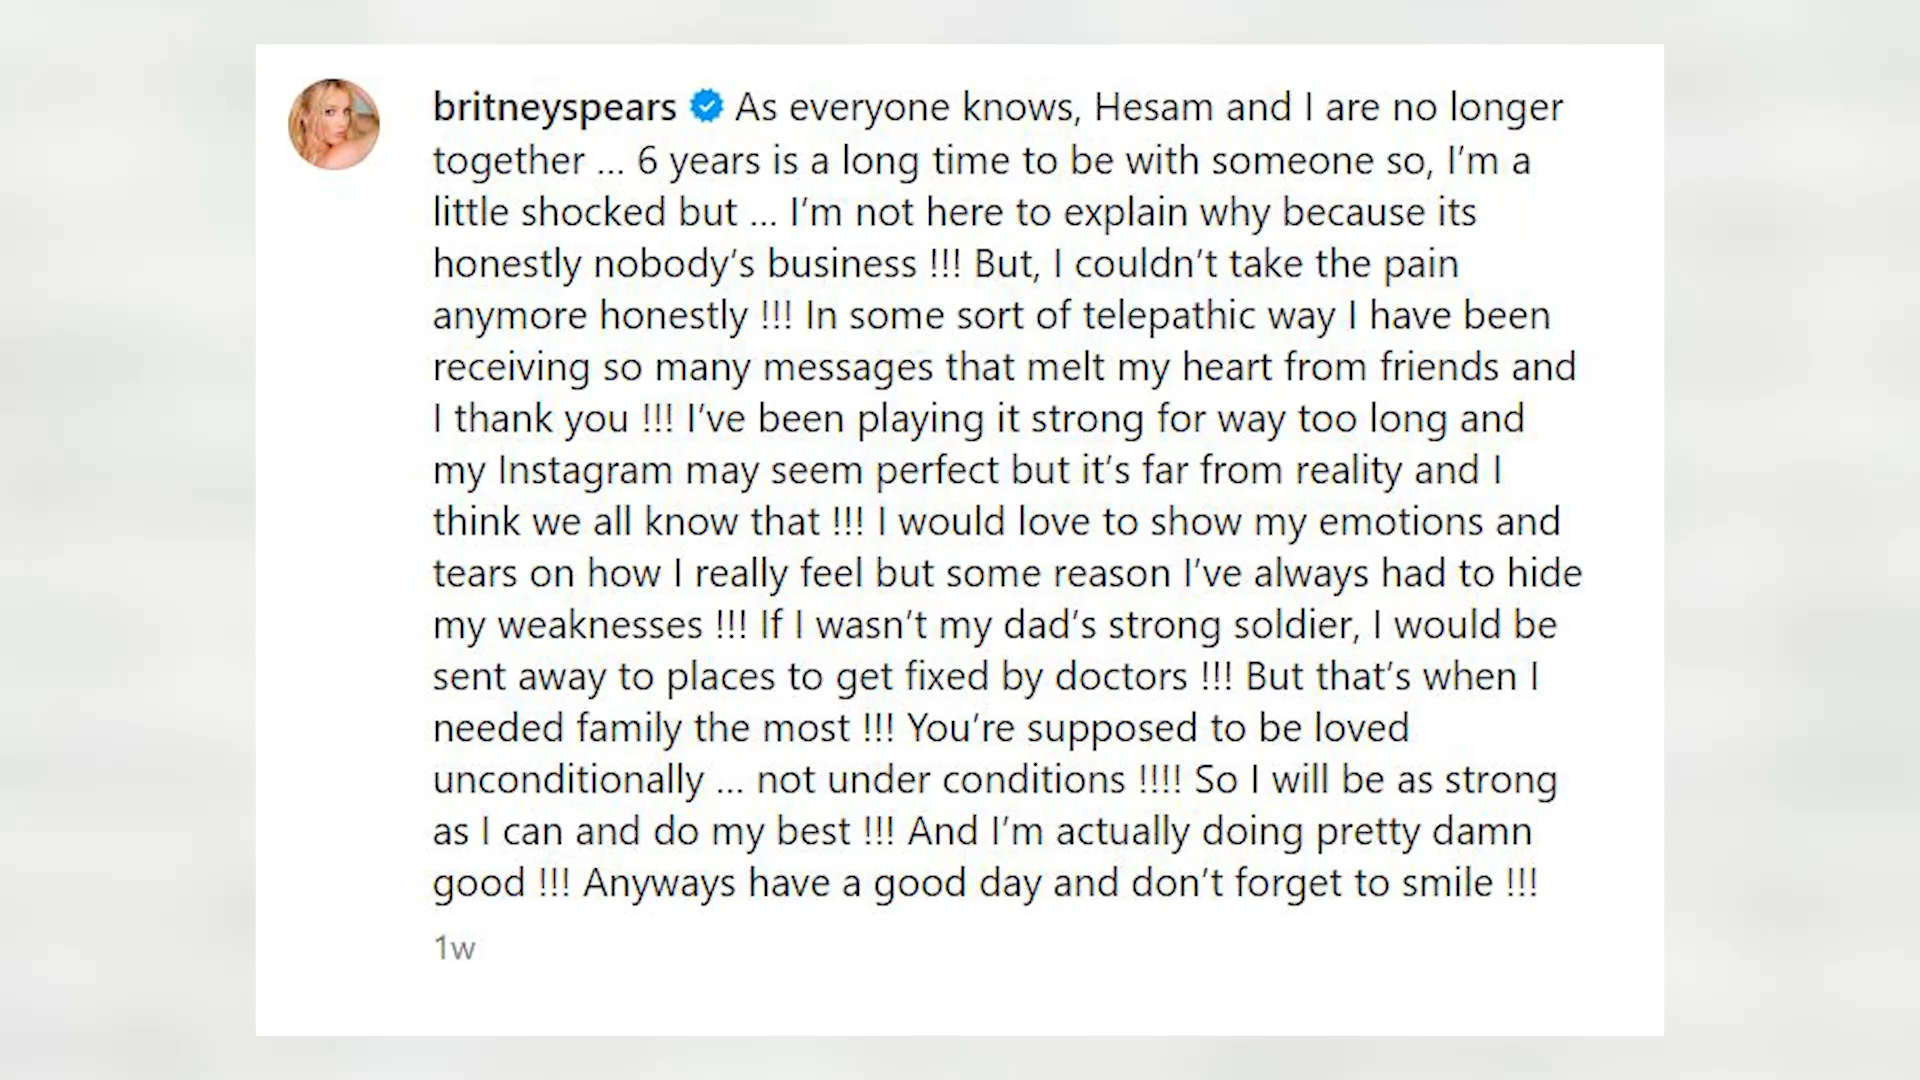 britneyspears As everyone knows, Hesam and I are no longer
together ... 6 years is a long time to be with someone so, I’m a
little shocked but ... I’m not here to explain why because its
honestly nobody’s business !!! But, I couldn’t take the pain
anymore honestly !!! In some sort of telepathic way I have been
receiving so many messages that melt my heart from friends and
I thank you !!! I’ve been playing it strong for way too long and
my Instagram may seem perfect but it’s far from reality and I
think we all know that !!! I would love to show my emotions and
tears on how I really feel but some reason I’ve always had to hide
my weaknesses !!! If I wasn’t my dad’s strong soldier, I would be
sent away to places to get fixed by doctors !!! But that’s when I
needed family the most !!! You’re supposed to be loved
unconditionally ... not under conditions !!!! So I will be as strong
as I can and do my best !!! And I’m actually doing pretty damn
good !!! Anyways have a good day and don’t forget to smile !!!
1w